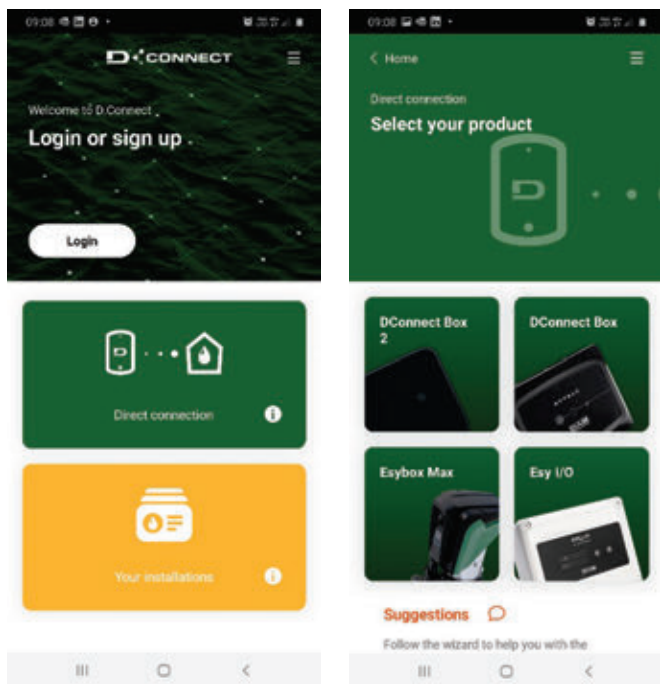 09:08
D CONNECT
Welcome to D.Connect
Login or sign up
Login
Direct connection
Your installations
09:08
Home
Direct connection
Select your product
DConnect Box
2
DConnect Box
Esybox Max
Esy I/O
Suggestions
Follow the wizard to help you with the